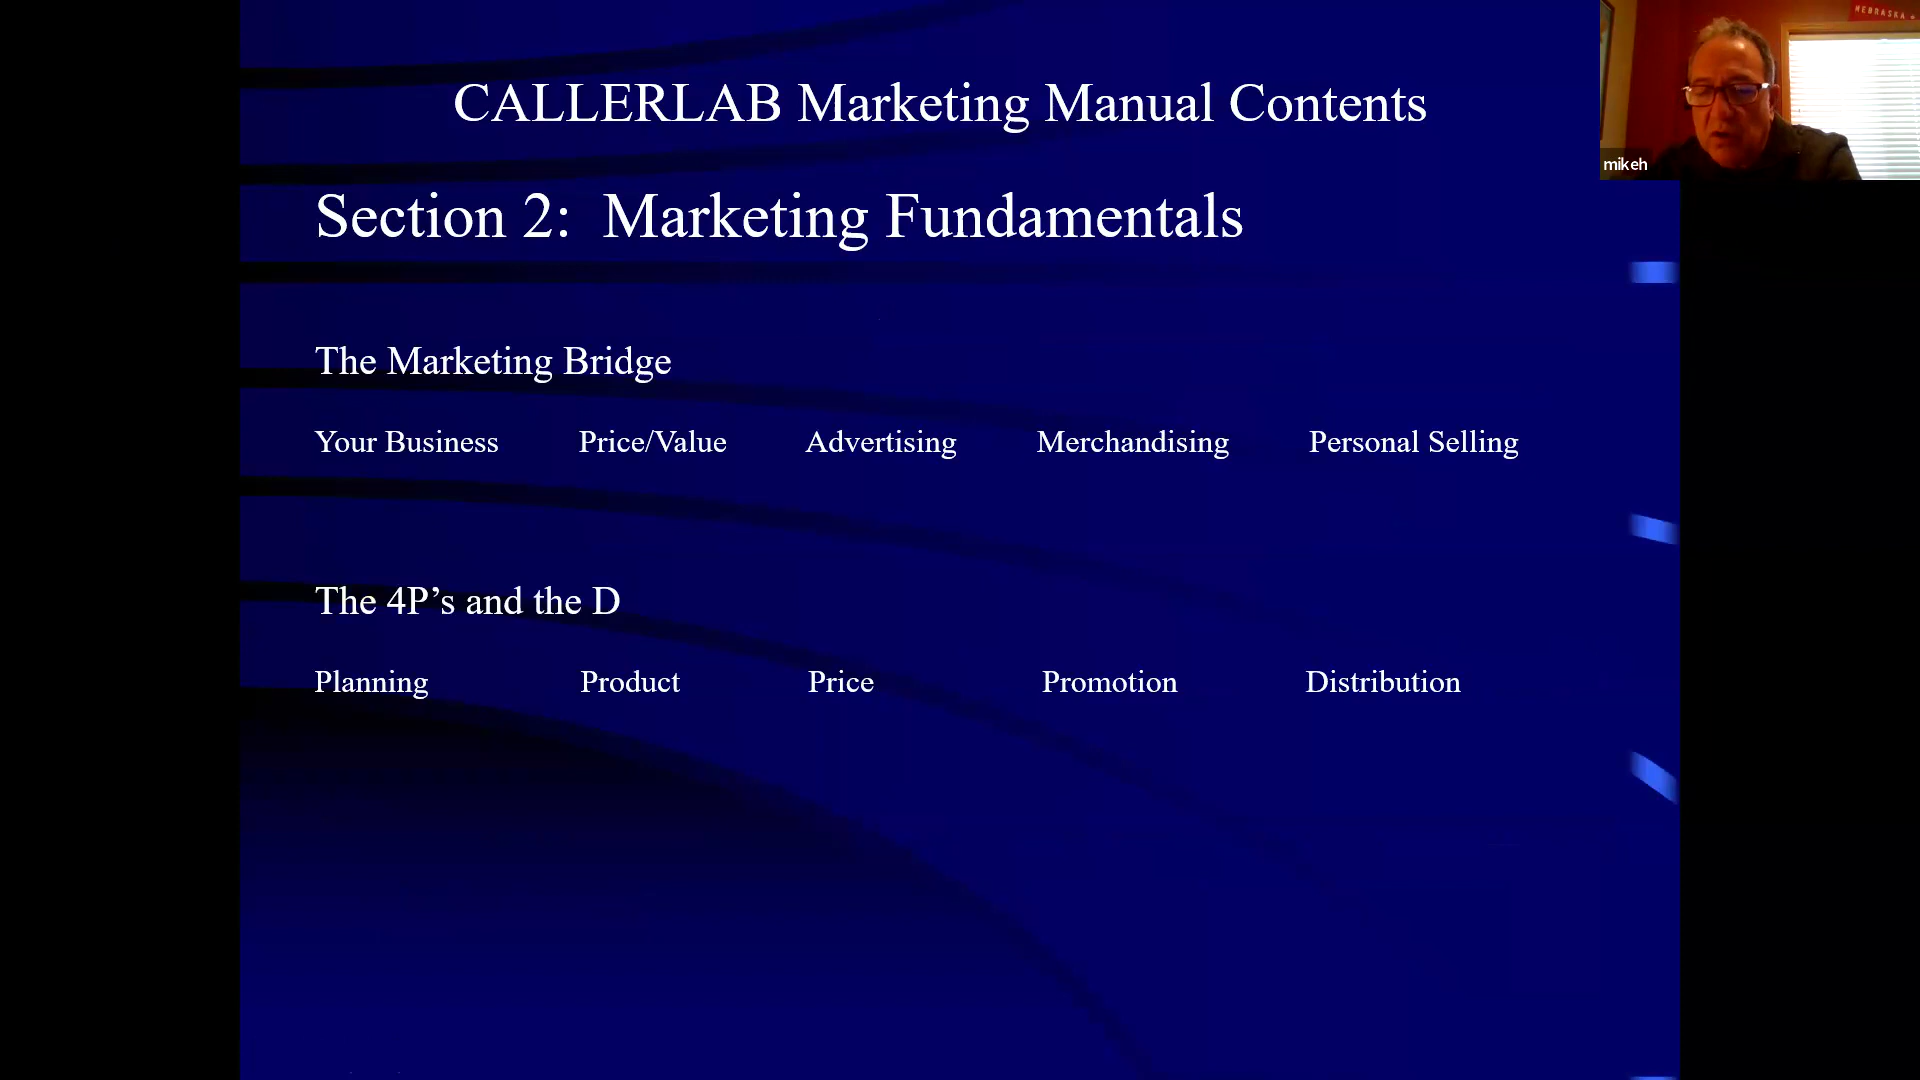 CALLERLAB Marketing Manual Contents
NEBRASKA
mikeh
Section 2: Marketing Fundamentals
The Marketing Bridge
Your Business Price/Value Advertising Merchandising Personal Selling
The 4P’s and the D
Planning Product Price Promotion Distribution